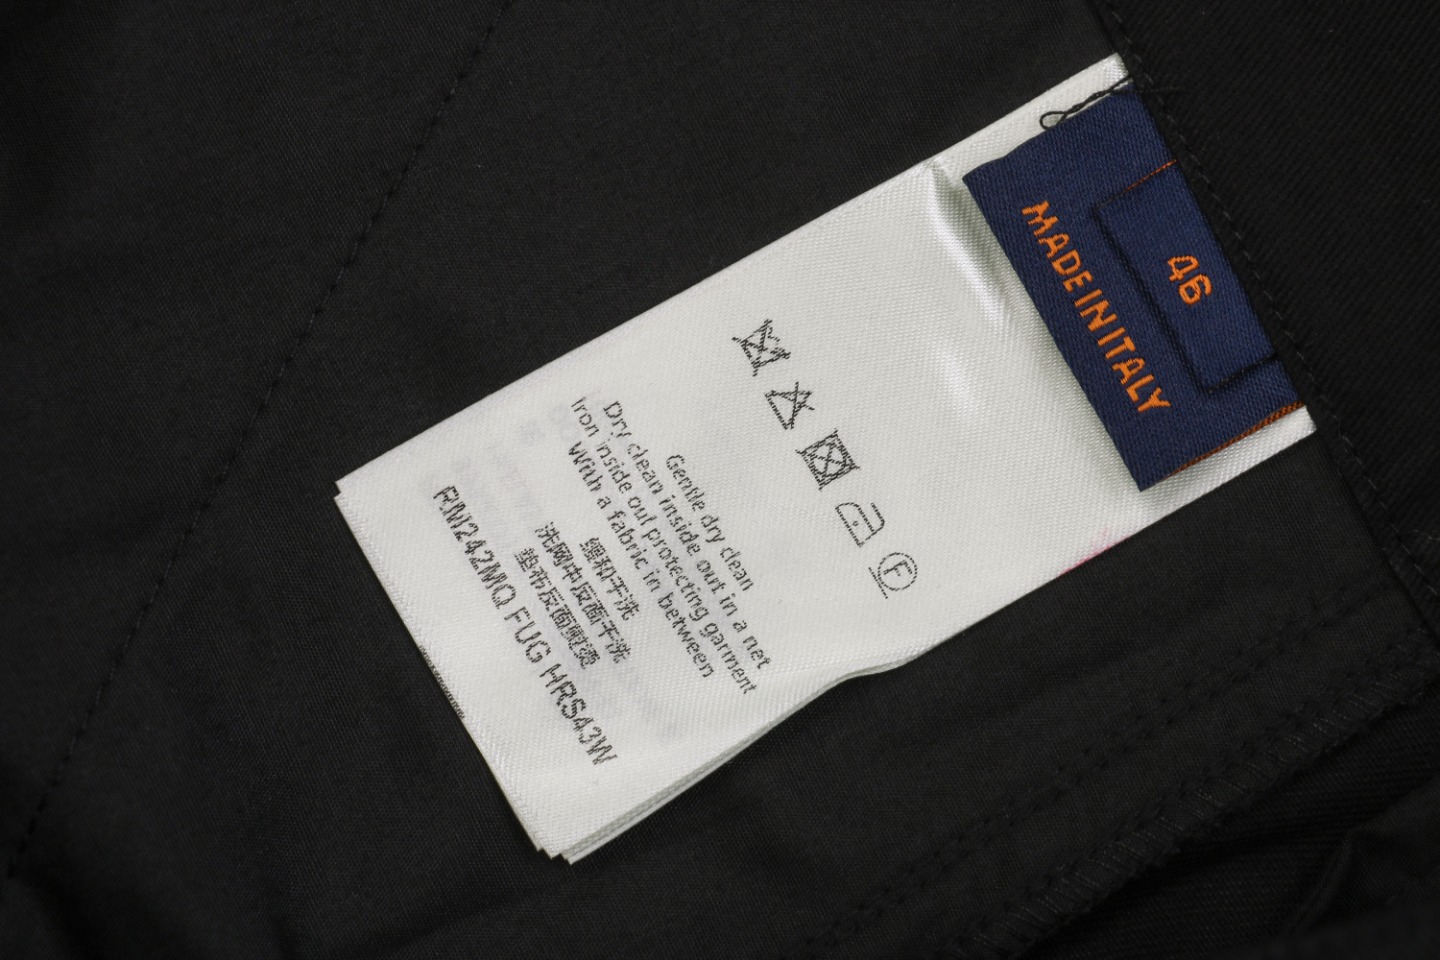 46
MADE IN ITALY
F
Gentle dry clean
Dry clean inside out in a net
Iron inside out protecting garment
With a fabric in between
缓和干洗
洗网中反面干洗
垫布反面熨烫
RM242MQ FUG HRS43W